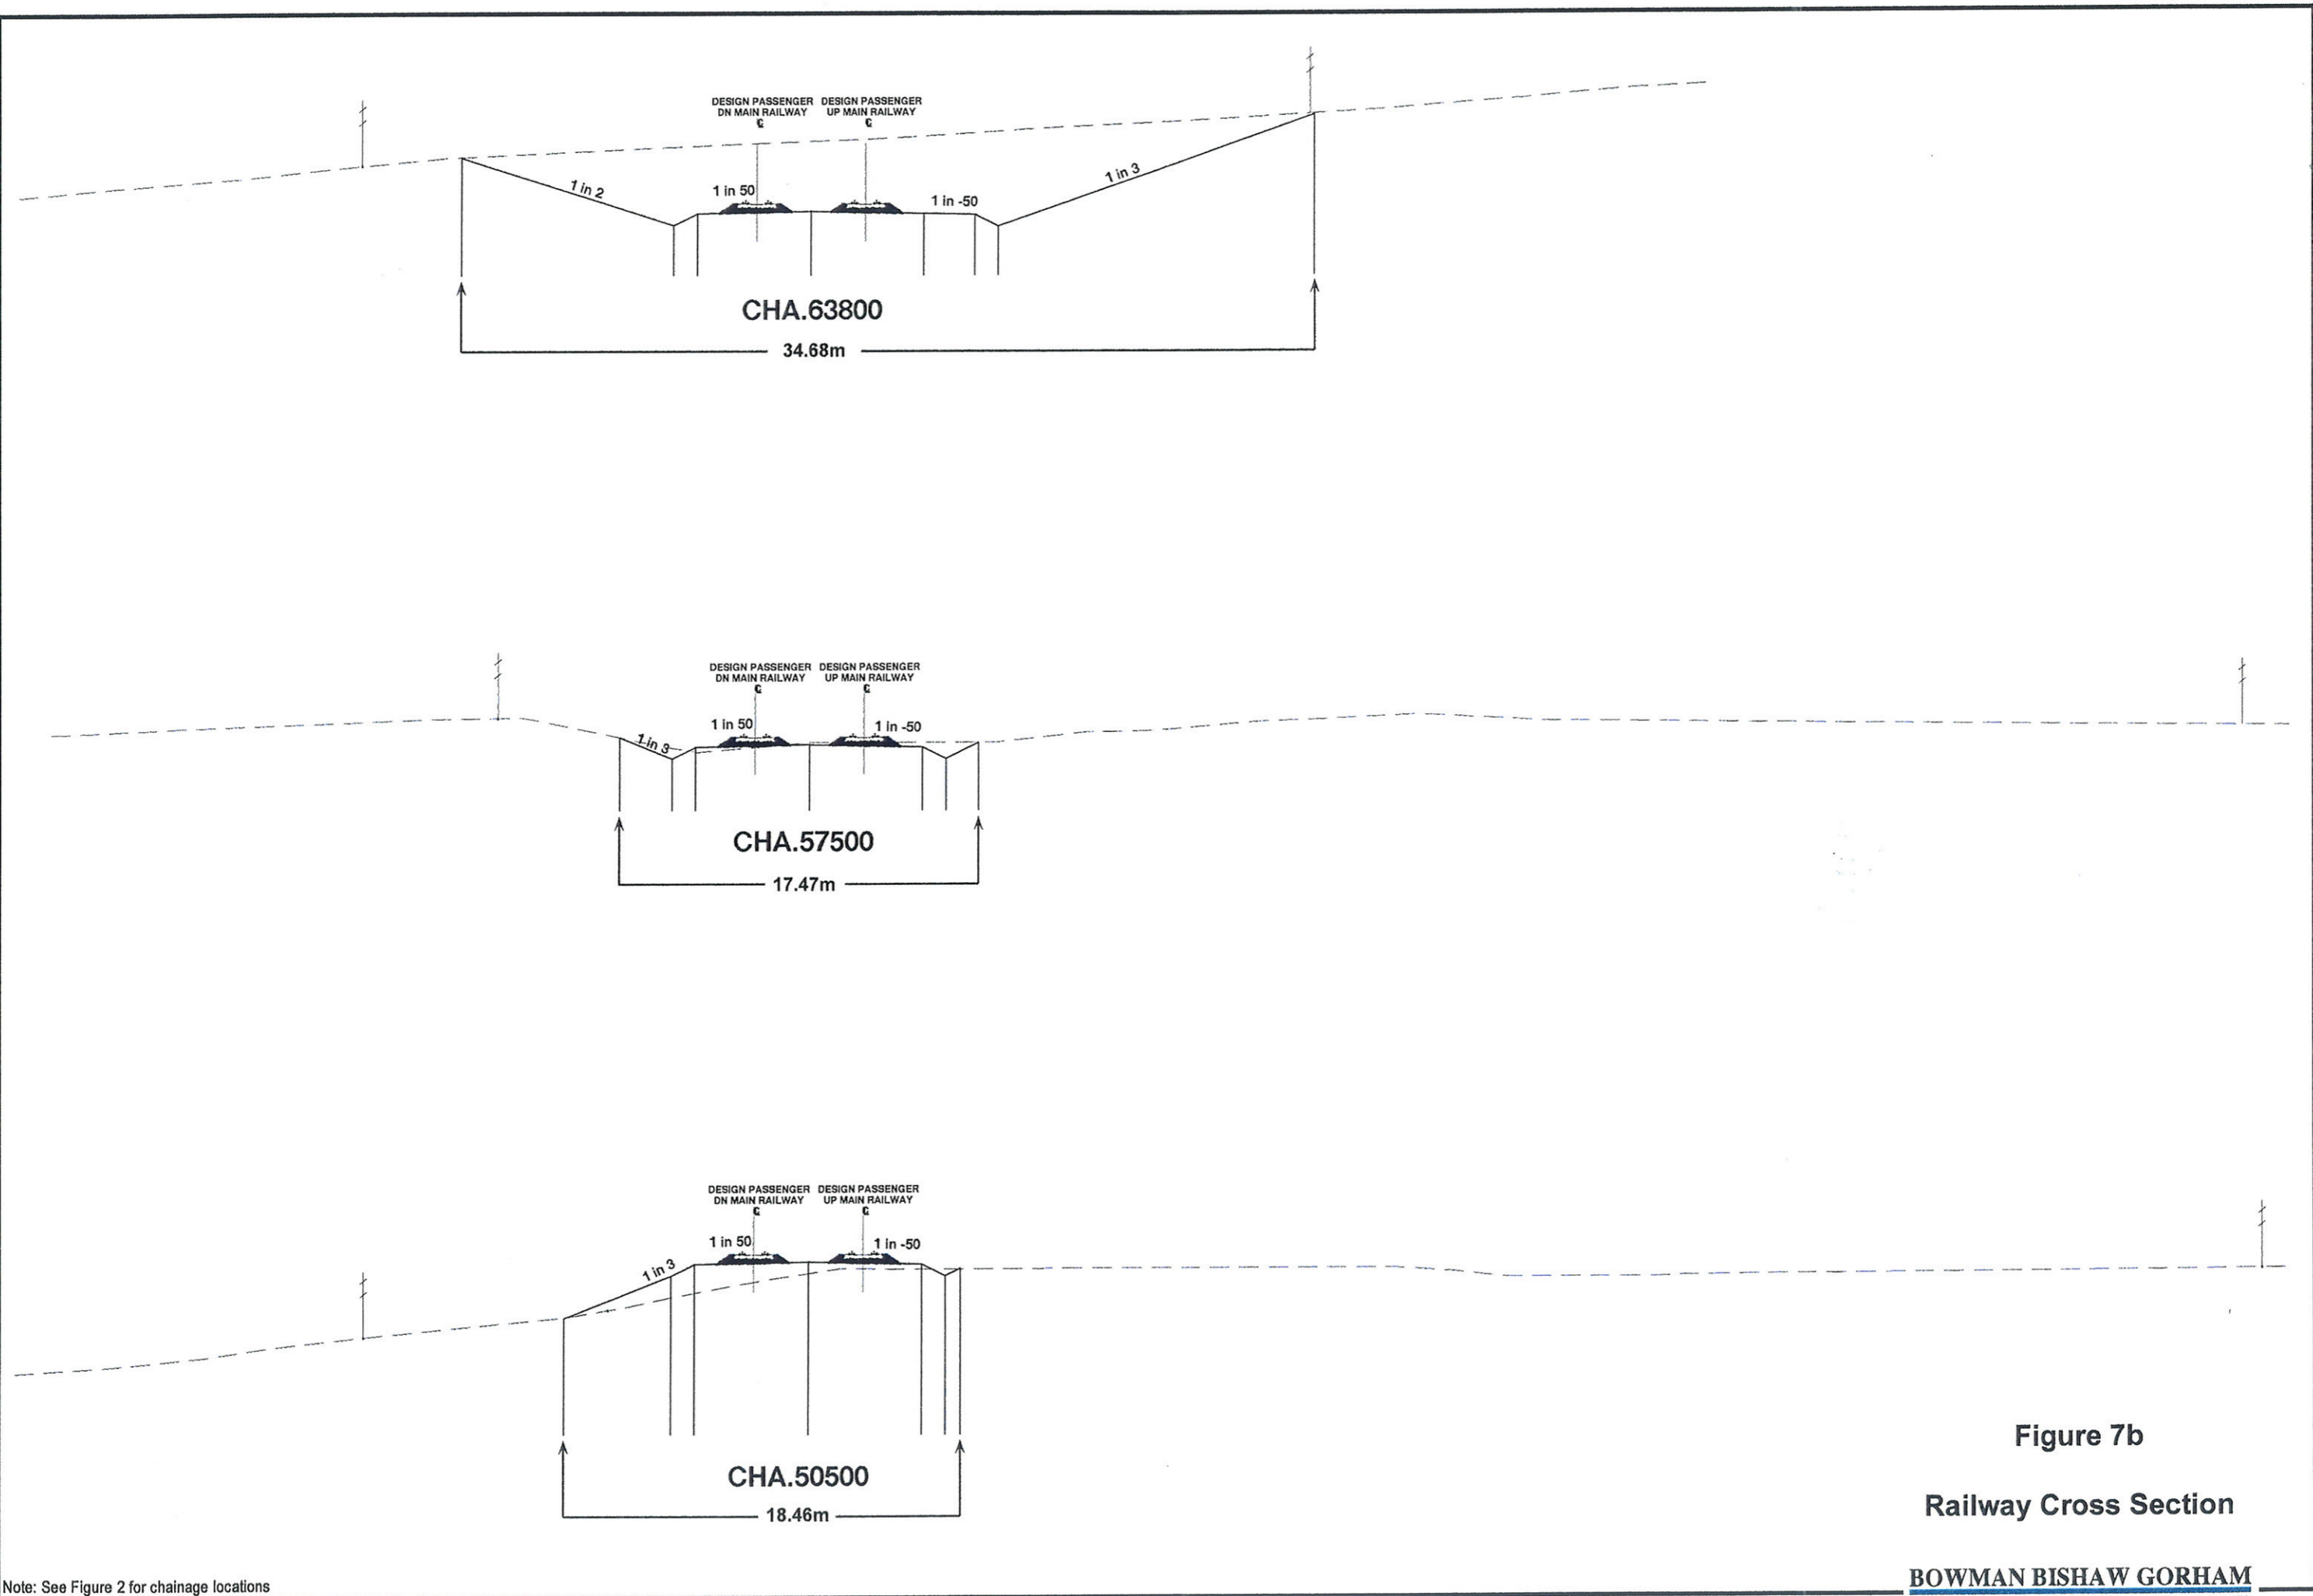 DESIGN PASSENGER DESIGN PASSENGER
DN MAIN RAILWAY UP MAIN RAILWAY
1 in 2
1 in 50
1 in -50
1 in 3
CHA.63800
34.68m
DESIGN PASSENGER DESIGN PASSENGER
DN MAIN RAILWAY UP MAIN RAILWAY
1 in 3
1 in 50
1 in -50
CHA.57500
17.47m
DESIGN PASSENGER DESIGN PASSENGER
DN MAIN RAILWAY UP MAIN RAILWAY
1 in 3
1 in 50
1 in -50
CHA.50500
18.46m
Figure 7b
Railway Cross Section
BOWMAN BISHAW GORHAM
Note: See Figure 2 for chainage locations